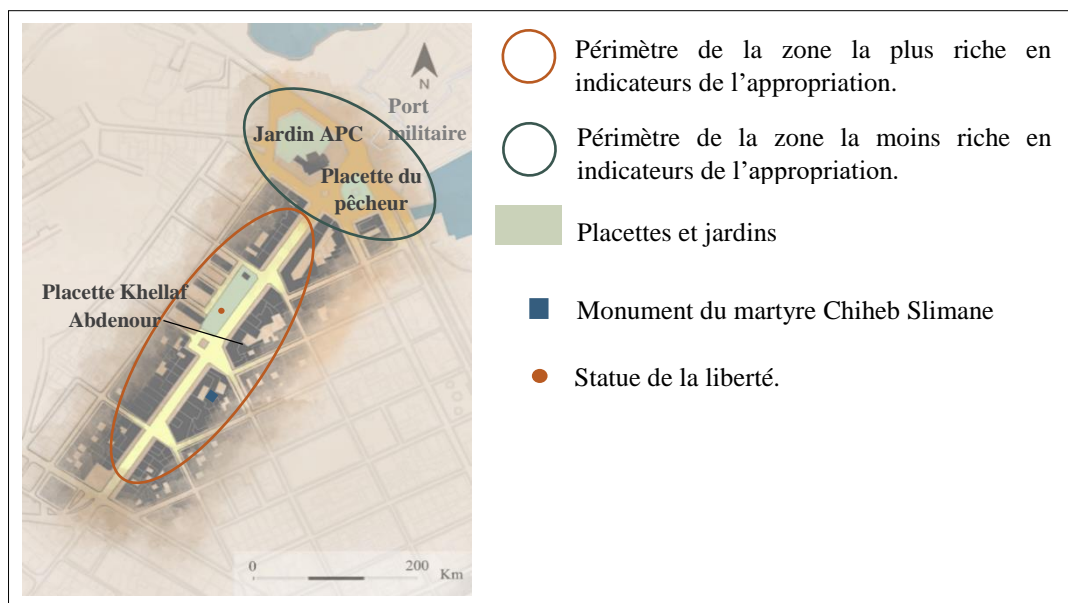 N
Port
militaire
Jardin APC
Placette du
pêcheur
Placette Khellaf
Abdenour
0 200
Km
Périmètre de la zone la plus riche en
indicateurs de l’appropriation.
Périmètre de la zone la moins riche en
indicateurs de l’appropriation.
Placettes et jardins
Monument du martyre Chiheb Slimane
Statue de la liberté.